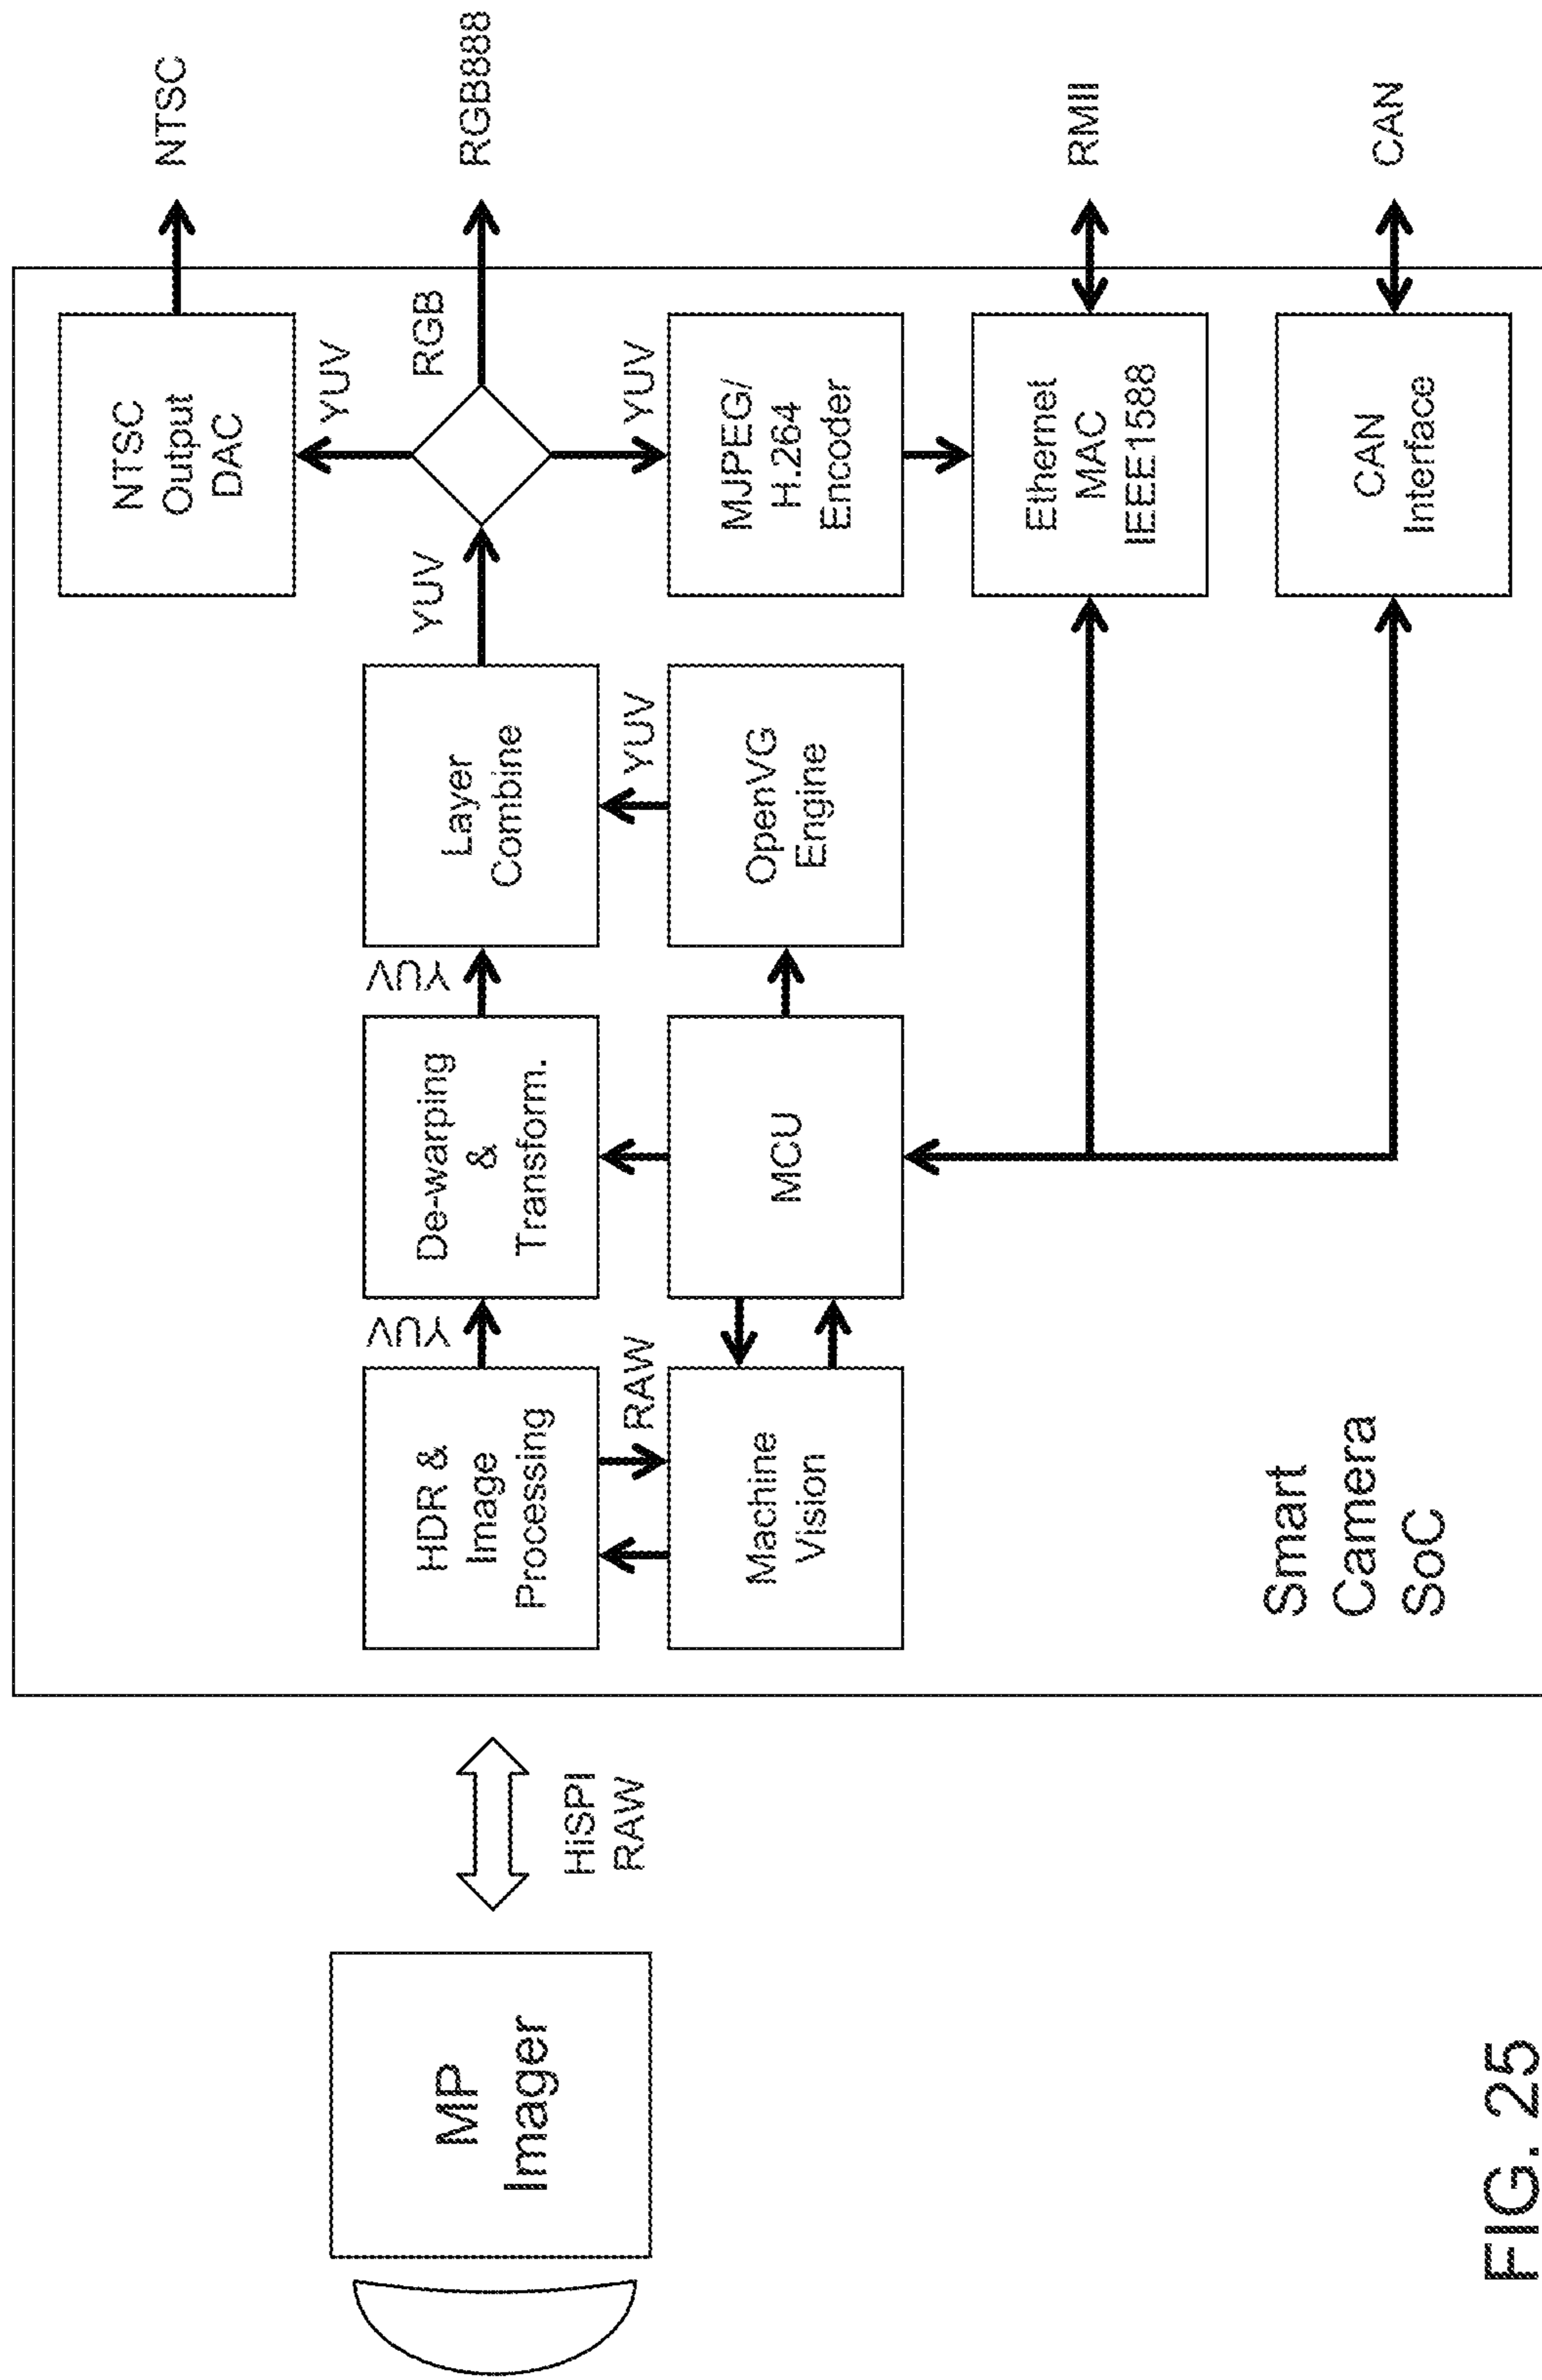 MP
Imager
HiSPI
RAW
HDR &
Image
Processing
YUV
RAW
Machine
Vision
De-warping
&
Transform.
YUV
MCU
Layer
Combine
YUV
OpenVG
Engine
YUV
NTSC
Output
DAC
YUV
RGB
YUV
MJPEG/
H.264
Encoder
Ethernet
MAC
IEEE1588
CAN
Interface
NTSC
RGB888
RMII
CAN
Smart
Camera
SoC
FIG. 25